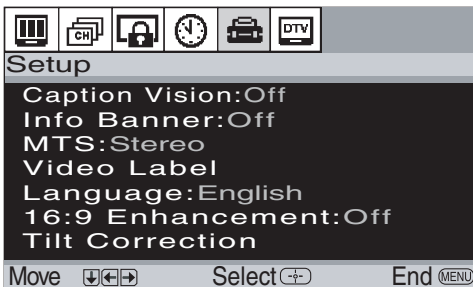 CH DTV
Setup
Caption Vision:Off
Info Banner:Off
MTS:Stereo
Video Label
Language:English
16:9 Enhancement:Off
Tilt Correction
Move Select End MENU